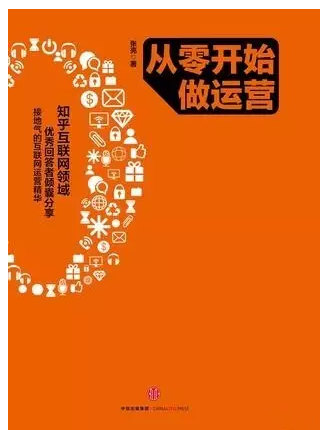 从零开始
做运营
张亮 著
知乎互联网领域
优秀回答者倾囊分享
接地气的互联网运营精华
中信出版集团